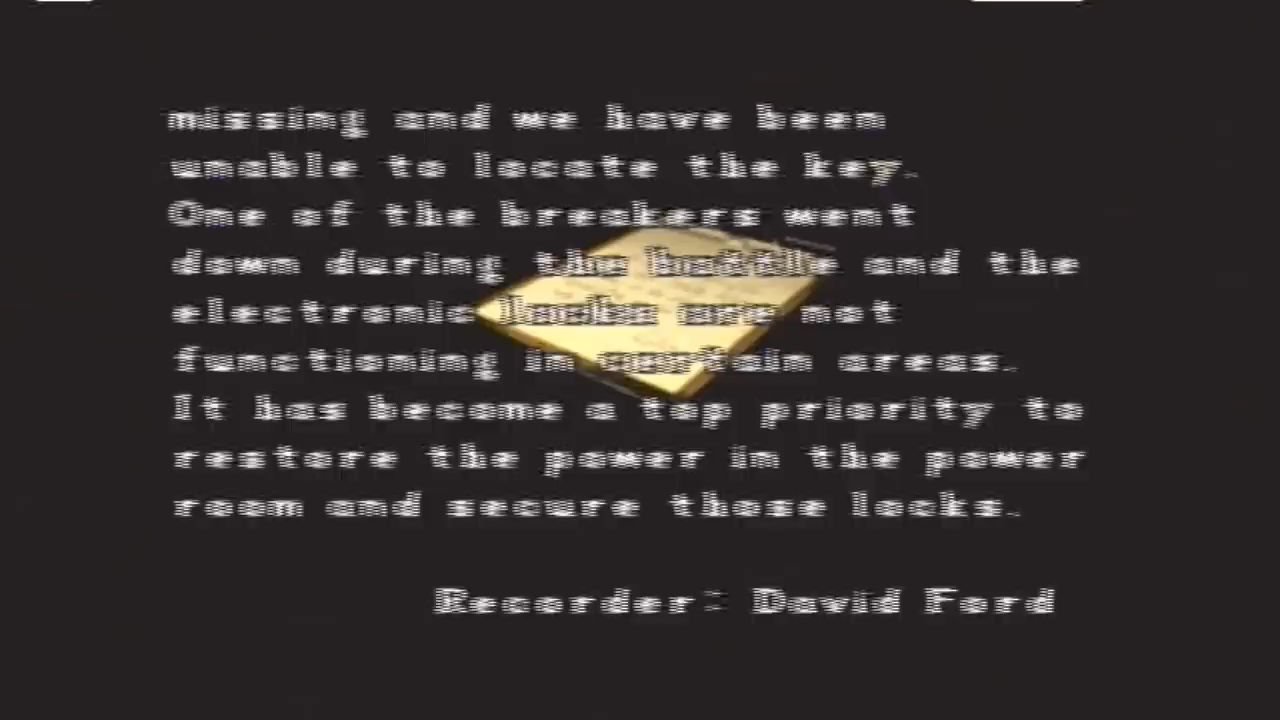 missing and we have been
unable to locate the key.
One of the breakers went
down during the battle and the
electronic locks are not
functioning in certain areas.
It has become a top priority to
restore the power in the power
room and secure those locks.
Recorder: David Ford